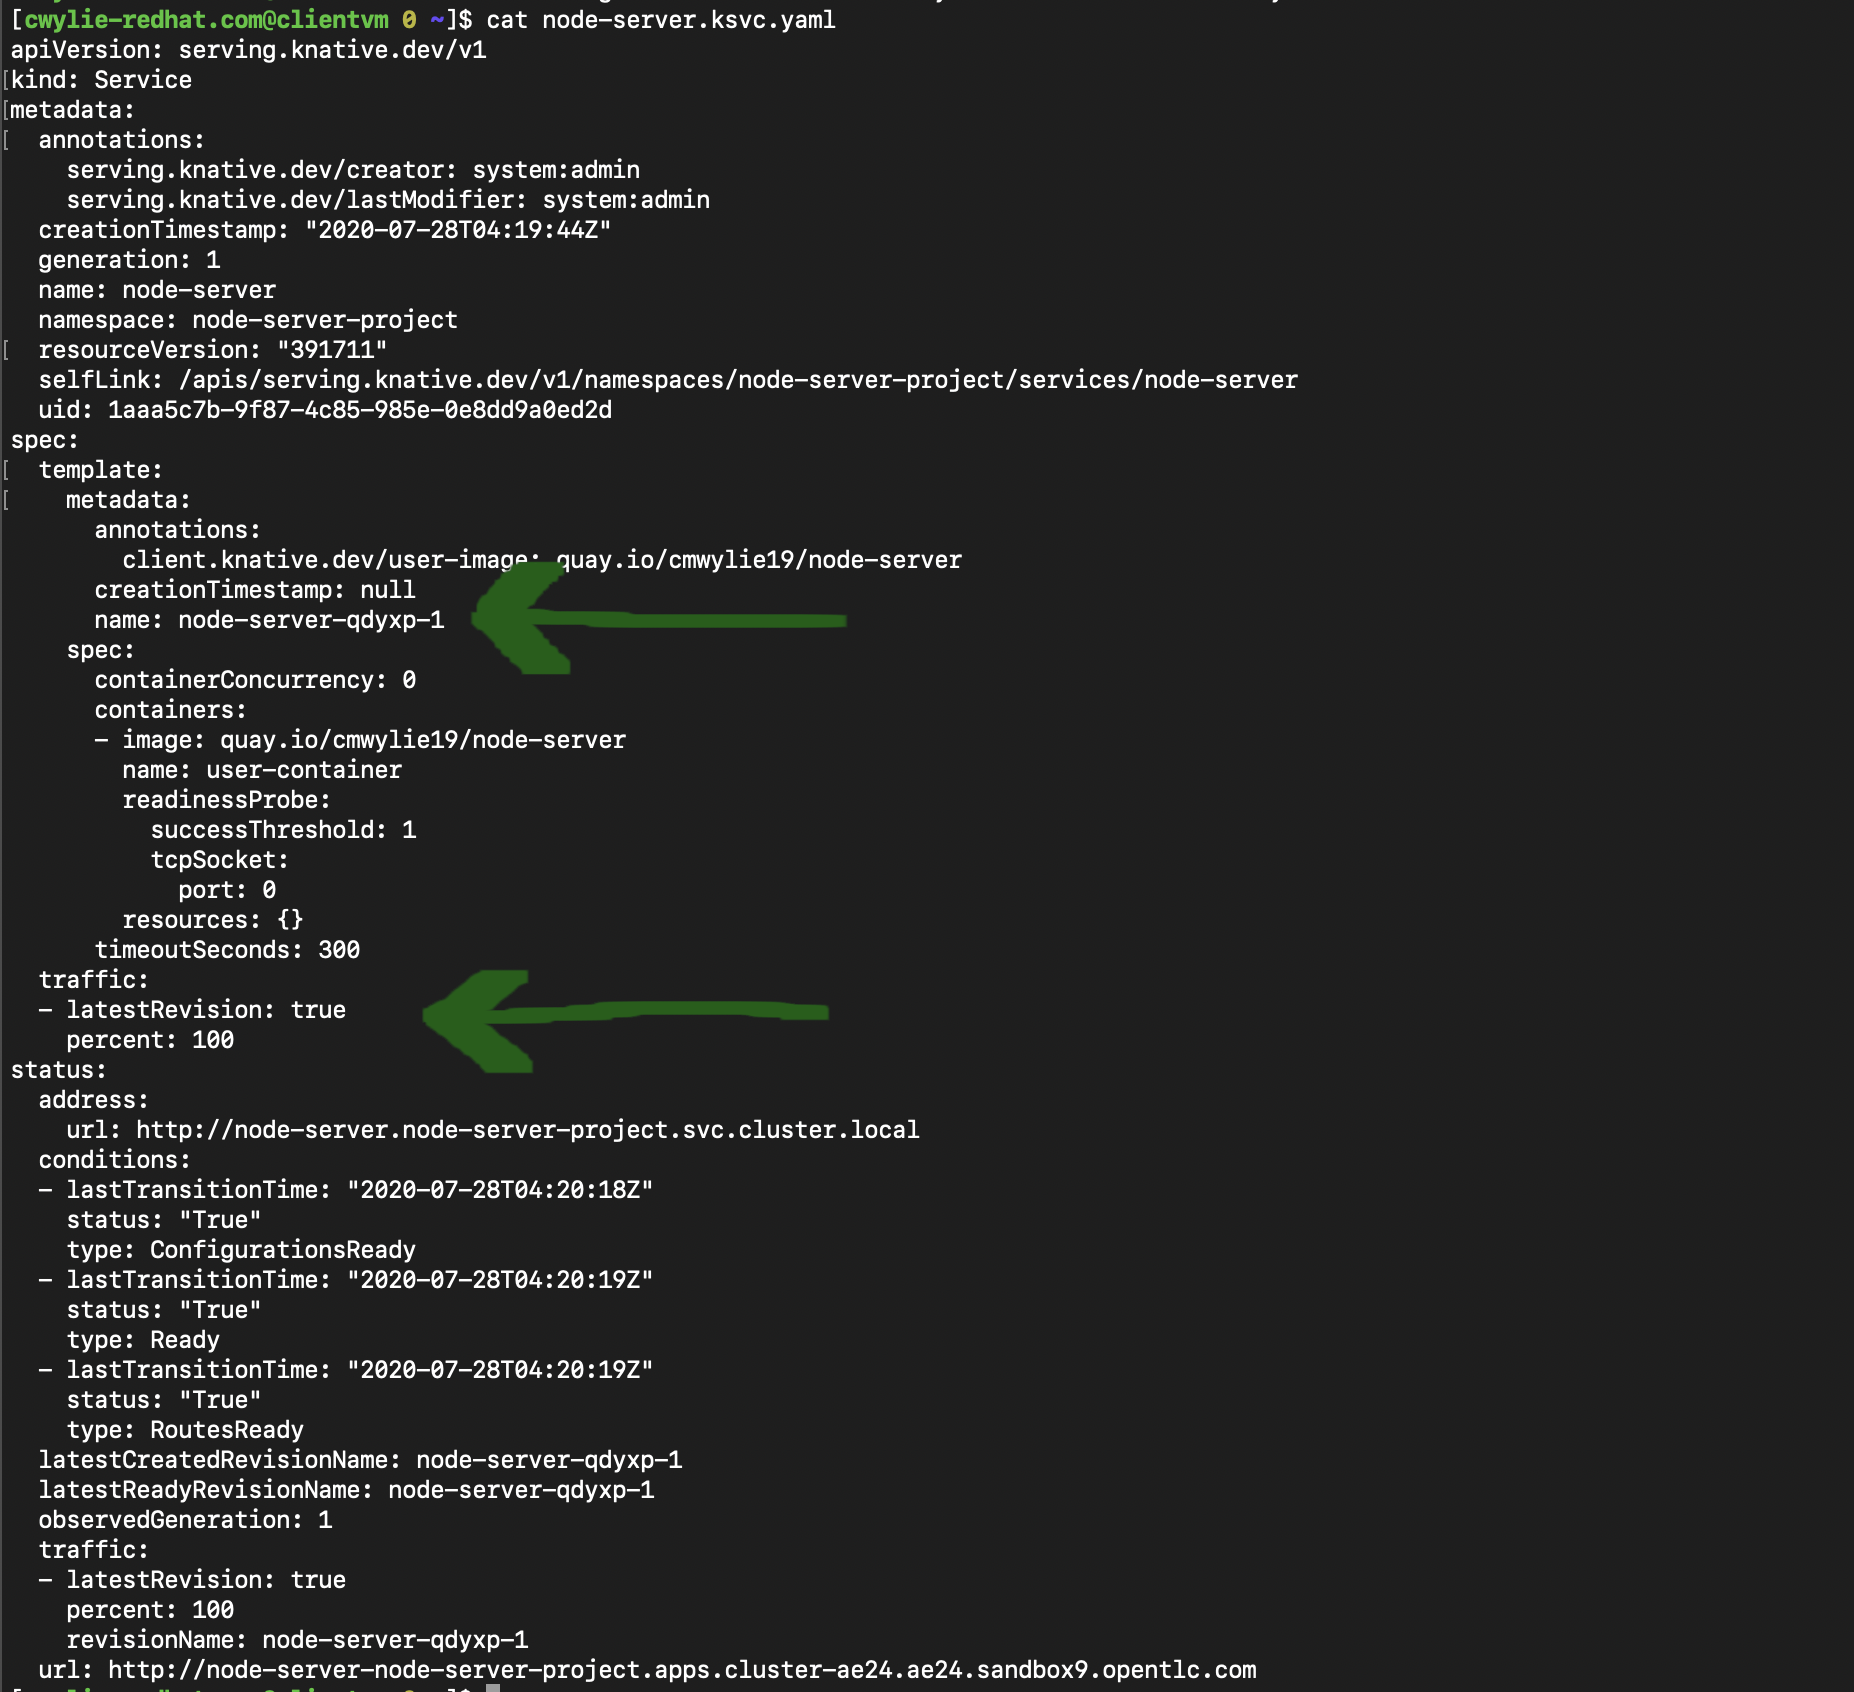 [cwylie-redhat.com@clientvm 0 ~]$ cat node-server.ksvc.yaml
apiVersion: serving.knative.dev/v1
[kind: Service
[metadata:
[  annotations:
    serving.knative.dev/creator: system:admin
    serving.knative.dev/lastModifier: system:admin
  creationTimestamp: "2020-07-28T04:19:44Z"
  generation: 1
  name: node-server
  namespace: node-server-project
[  resourceVersion: "391711"
  selfLink: /apis/serving.knative.dev/v1/namespaces/node-server-project/services/node-server
  uid: 1aaa5c7b-9f87-4c85-985e-0e8dd9a0ed2d
spec:
[  template:
[    metadata:
      annotations:
        client.knative.dev/user-image: quay.io/cmwylie19/node-server
      creationTimestamp: null
      name: node-server-qdyxp-1
    spec:
      containerConcurrency: 0
      containers:
      - image: quay.io/cmwylie19/node-server
        name: user-container
        readinessProbe:
          successThreshold: 1
          tcpSocket:
            port: 0
        resources: {}
      timeoutSeconds: 300
  traffic:
  - latestRevision: true
    percent: 100
status:
  address:
    url: http://node-server.node-server-project.svc.cluster.local
  conditions:
  - lastTransitionTime: "2020-07-28T04:20:18Z"
    status: "True"
    type: ConfigurationsReady
  - lastTransitionTime: "2020-07-28T04:20:19Z"
    status: "True"
    type: Ready
  - lastTransitionTime: "2020-07-28T04:20:19Z"
    status: "True"
    type: RoutesReady
  latestCreatedRevisionName: node-server-qdyxp-1
  latestReadyRevisionName: node-server-qdyxp-1
  observedGeneration: 1
  traffic:
  - latestRevision: true
    percent: 100
    revisionName: node-server-qdyxp-1
  url: http://node-server-node-server-project.apps.cluster-ae24.ae24.sandbox9.opentlc.com